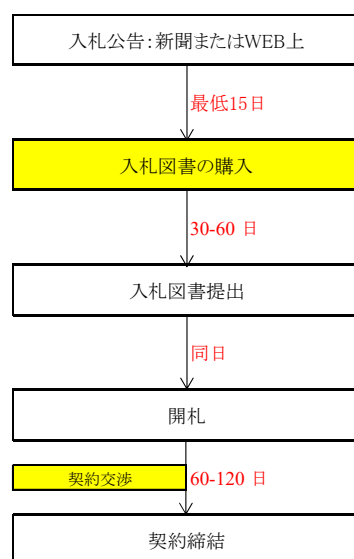 入札公告:新聞またはWEB上
最低15日
入札図書の購入
30-60 日
入札図書提出
同日
開札
契約交渉
60-120 日
契約締結